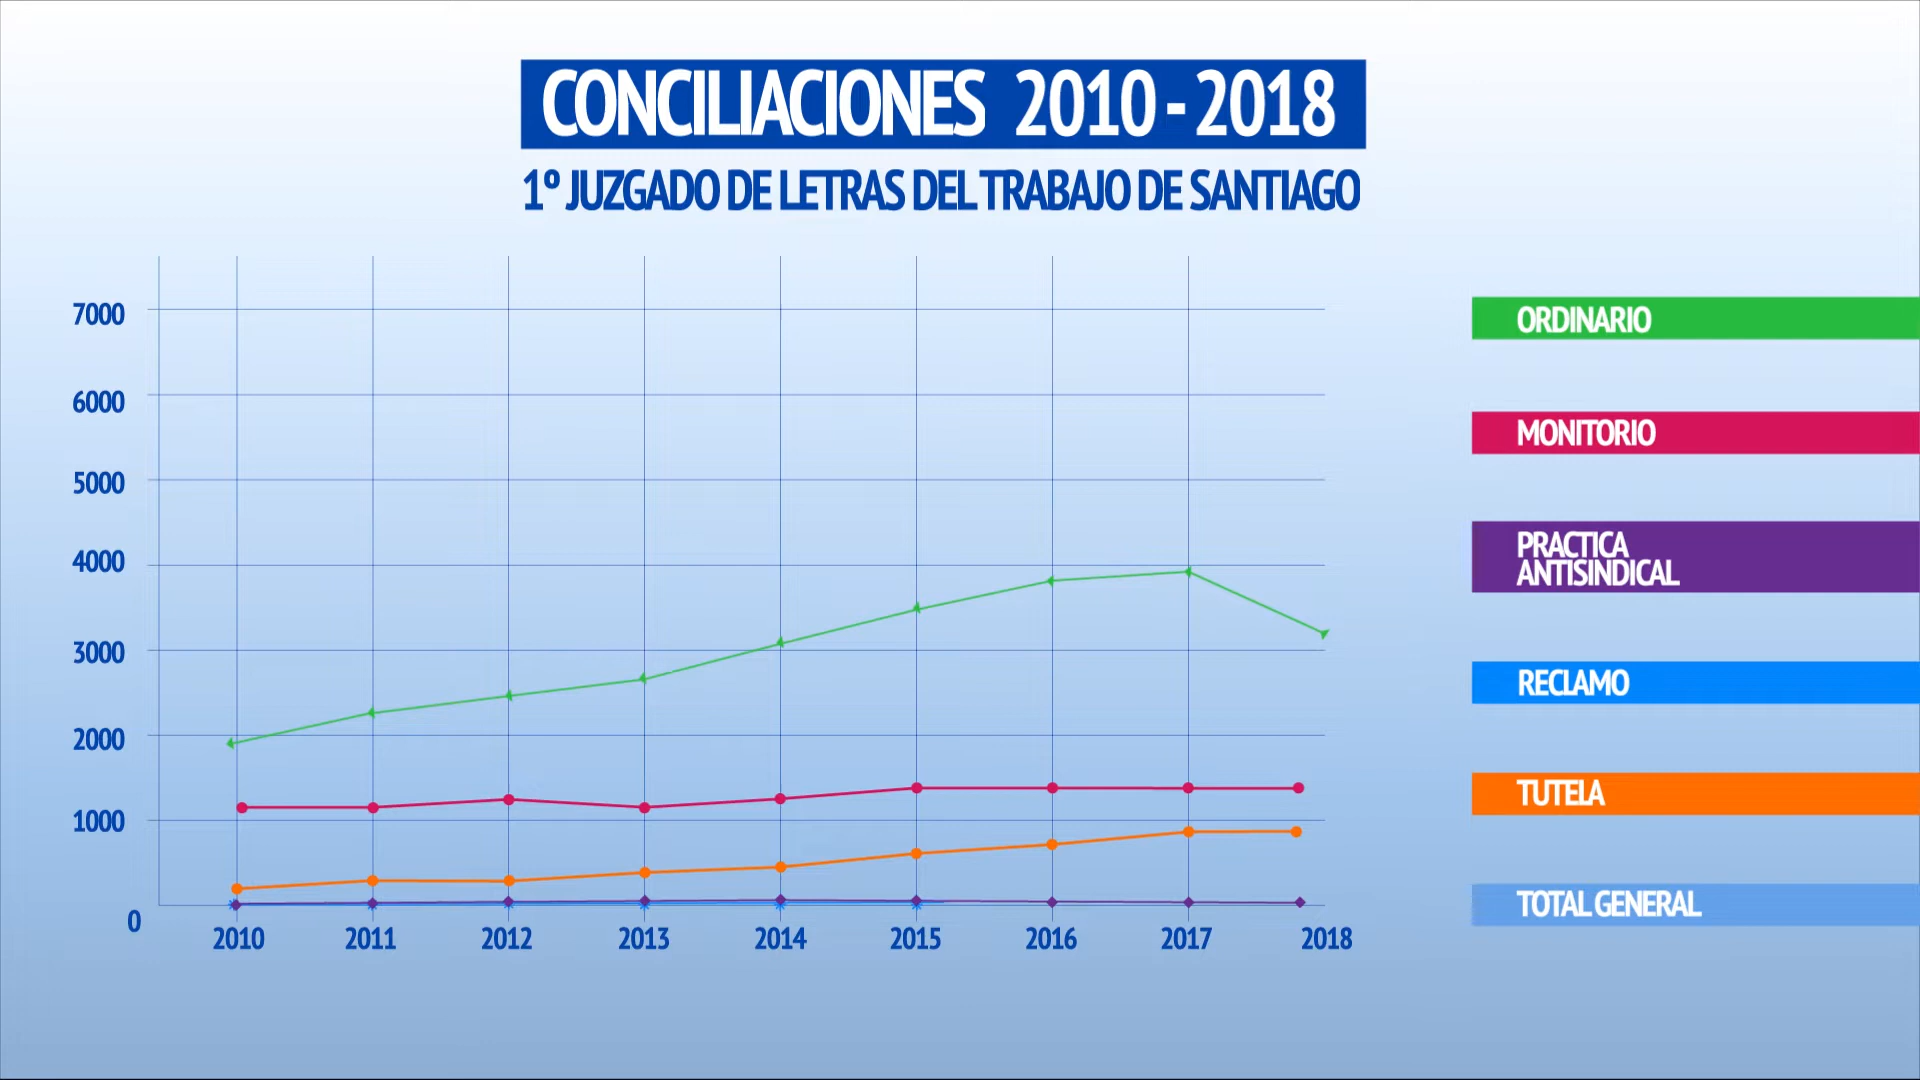 CONCILIACIONES 2010 - 2018
1º JUZGADO DE LETRAS DEL TRABAJO DE SANTIAGO
7000
6000
5000
4000
3000
2000
1000
0
2010 2011 2012 2013 2014 2015 2016 2017 2018
ORDINARIO
MONITORIO
PRACTICA
ANTISINDICAL
RECLAMO
TUTELA
TOTAL GENERAL